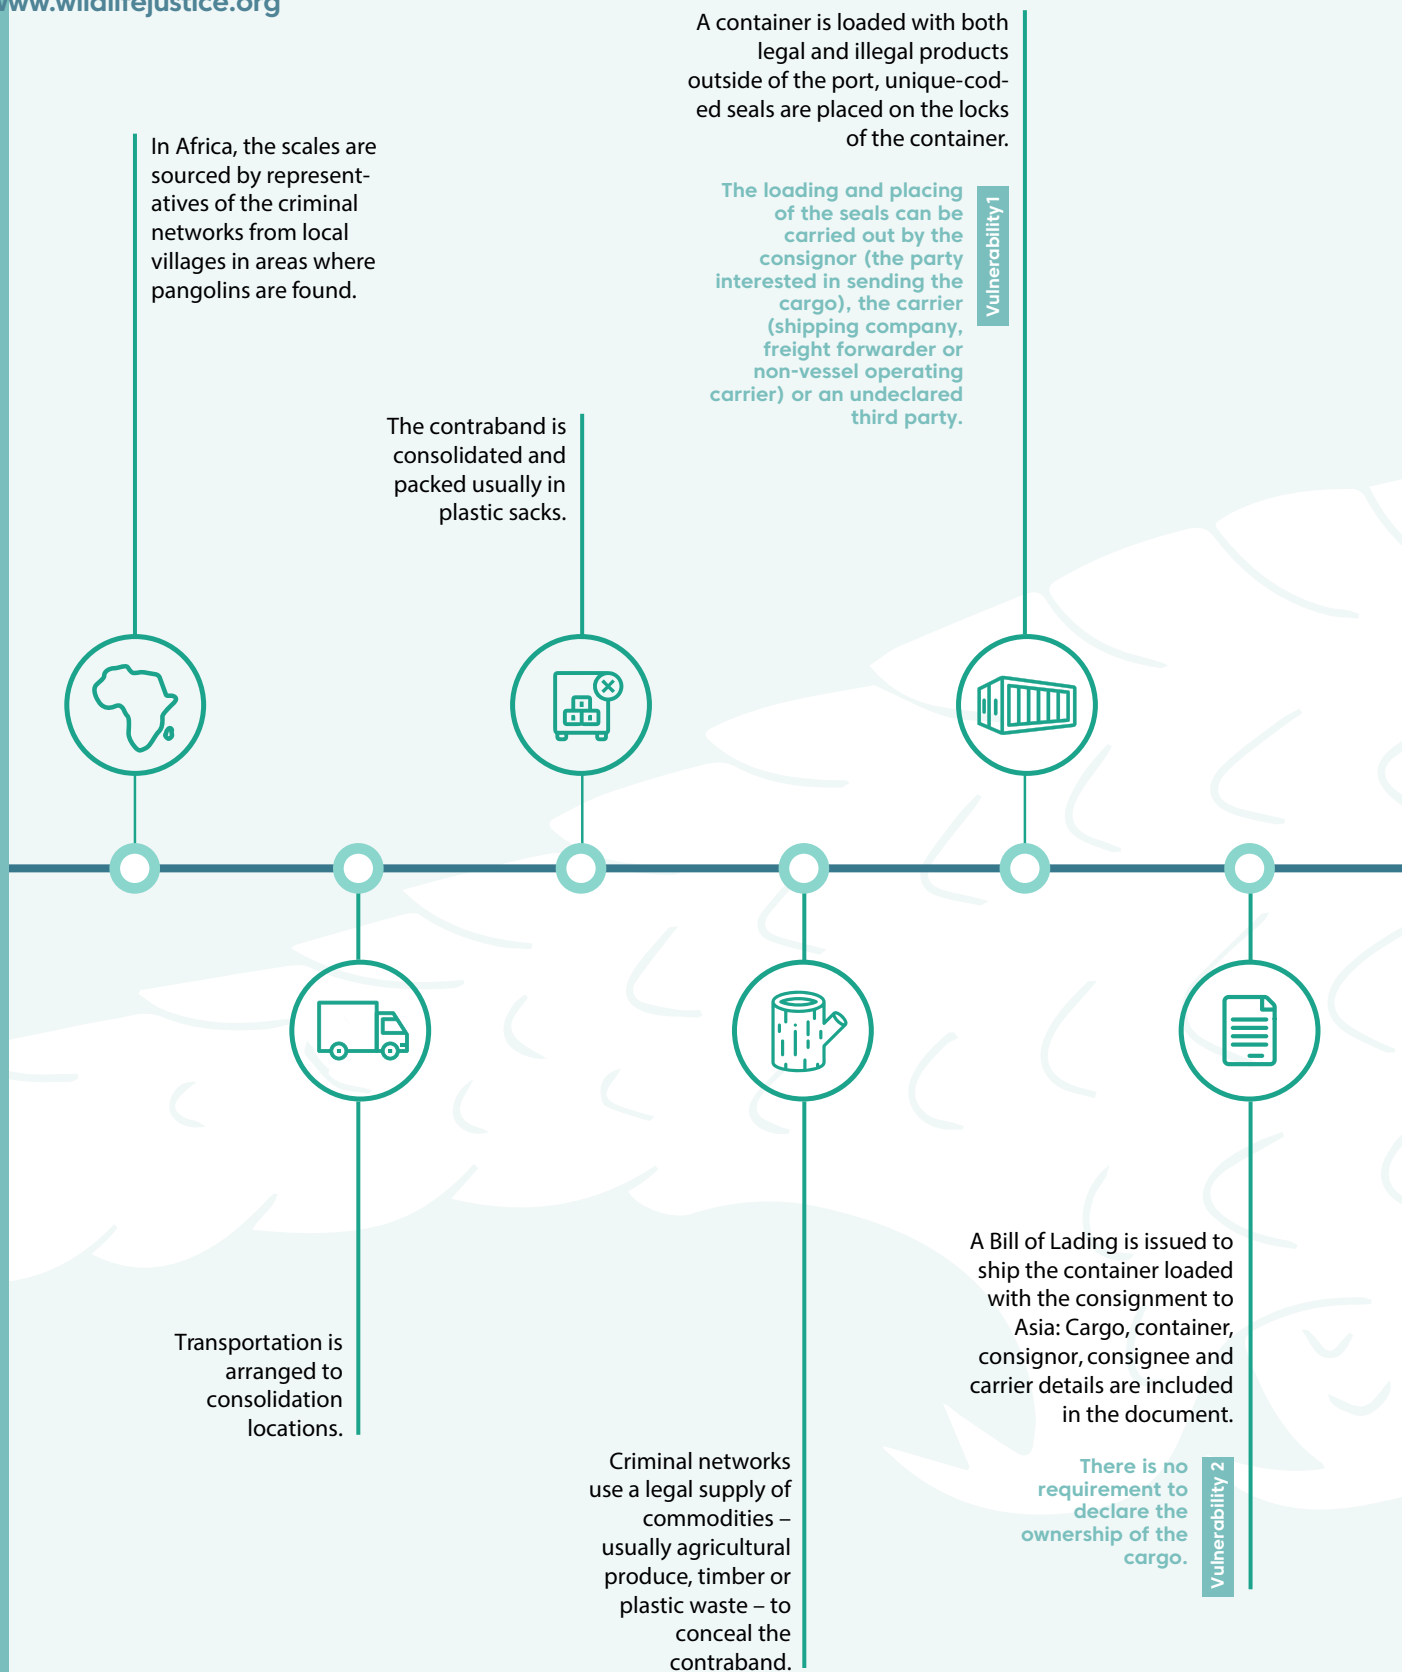 www.wildlifejustice.org
In Africa, the scales are
sourced by represent-
atives of the criminal
networks from local
villages in areas where
pangolins are found.
Transportation is
arranged to
consolidation
locations.
The contraband is
consolidated and
packed usually in
plastic sacks.
Criminal networks
use a legal supply of
commodities –
usually agricultural
produce, timber or
plastic waste – to
conceal the
contraband.
A container is loaded with both
legal and illegal products
outside of the port, unique-cod-
ed seals are placed on the locks
of the container.
Vulnerability1
The loading and placing
of the seals can be
carried out by the
consignor (the party
interested in sending the
cargo), the carrier
(shipping company,
freight forwarder or
non-vessel operating
carrier) or an undeclared
third party.
A Bill of Lading is issued to
ship the container loaded
with the consignment to
Asia: Cargo, container,
consignor, consignee and
carrier details are included
in the document.
Vulnerability 2
There is no
requirement to
declare the
ownership of the
cargo.